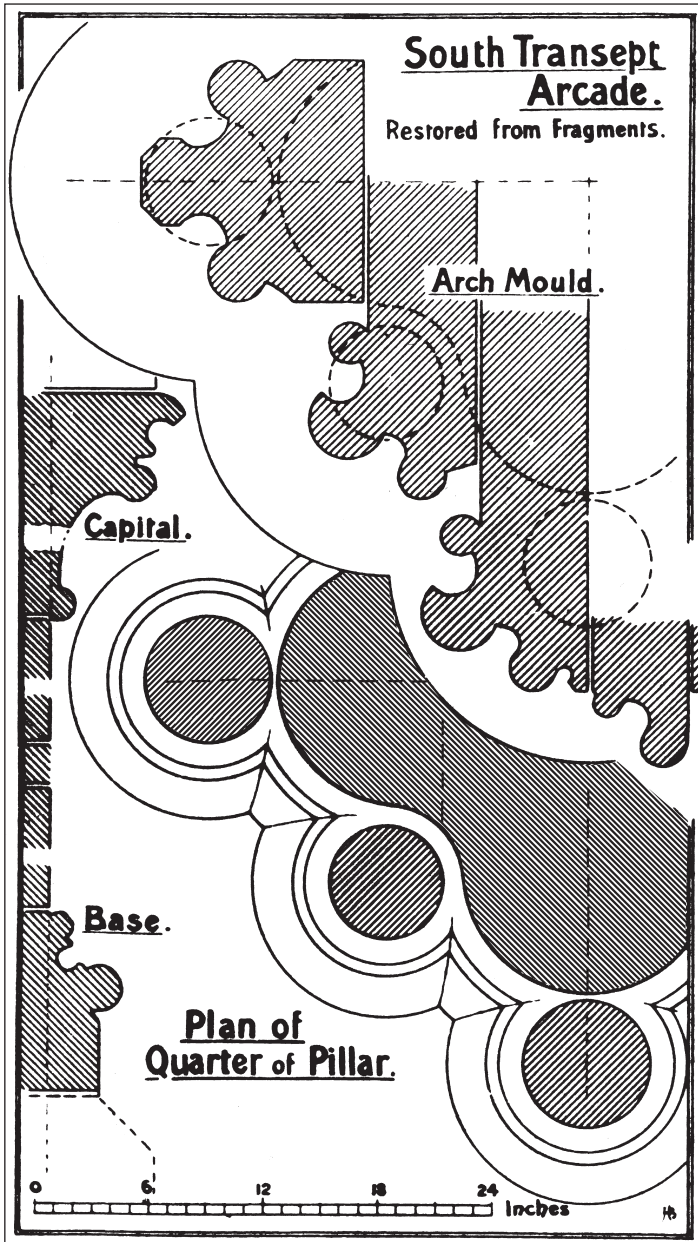 South Transept
Arcade.
Restored from Fragments.
Arch Mould.
Capital.
Base.
Plan of
Quarter of Pillar.
0 6 12 18 24
Inches
HB